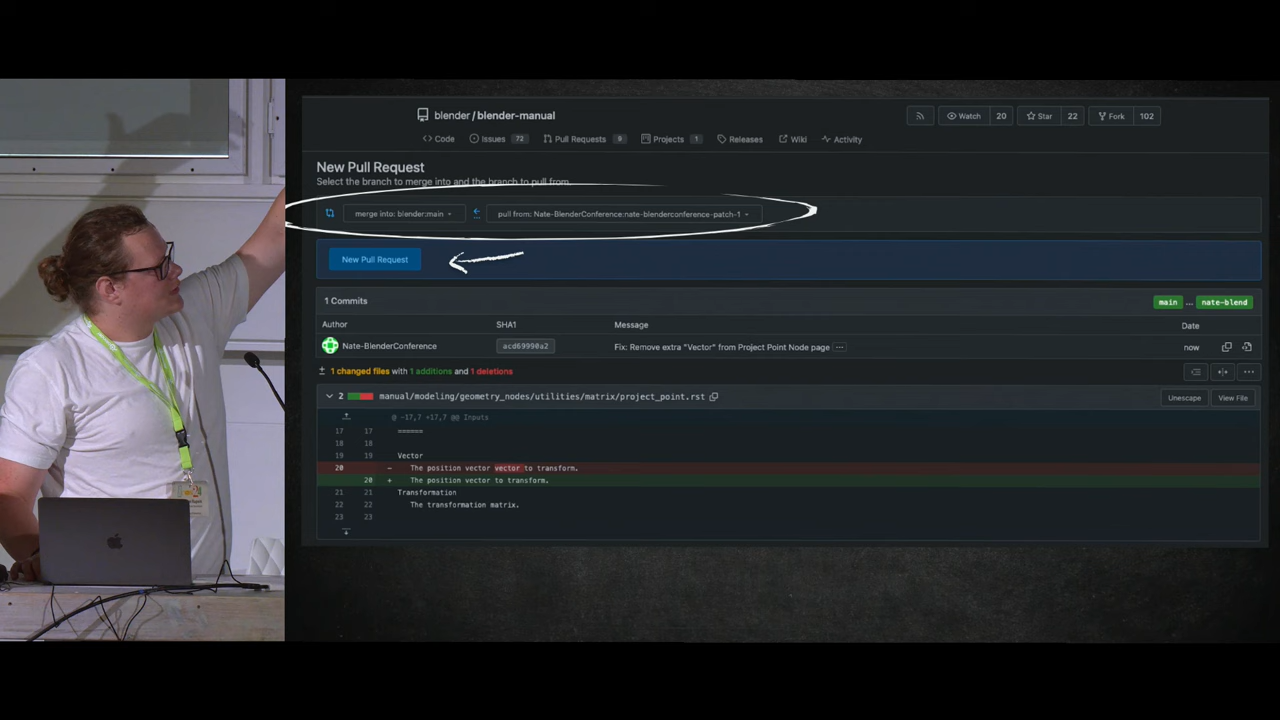 blender / blender-manual
Watch 20 Star 22 Fork 102
Code Issues 72 Pull Requests 9 Projects 1 Releases Wiki Activity
New Pull Request
Select the branch to merge into and the branch to pull from.
merge into: blender:main pull from: Nate-BlenderConference:nate-blenderconference-patch-1
New Pull Request
1 Commits main ... nate-blend
Author SHA1 Message Date
Nate-BlenderConference acd69990a2 Fix: Remove extra "Vector" from Project Point Node page ... now
± 1 changed files with 1 additions and 1 deletions
2 manual/modeling/geometry_nodes/utilities/matrix/project_point.rst Unescape View File
@ -17,7 +17,7 @@ Inputs
17 17 ======
18 18
19 19 Vector
20 - The position vector vector to transform.
20 + The position vector to transform.
21 21 Transformation
22 22 The transformation matrix.
23 23